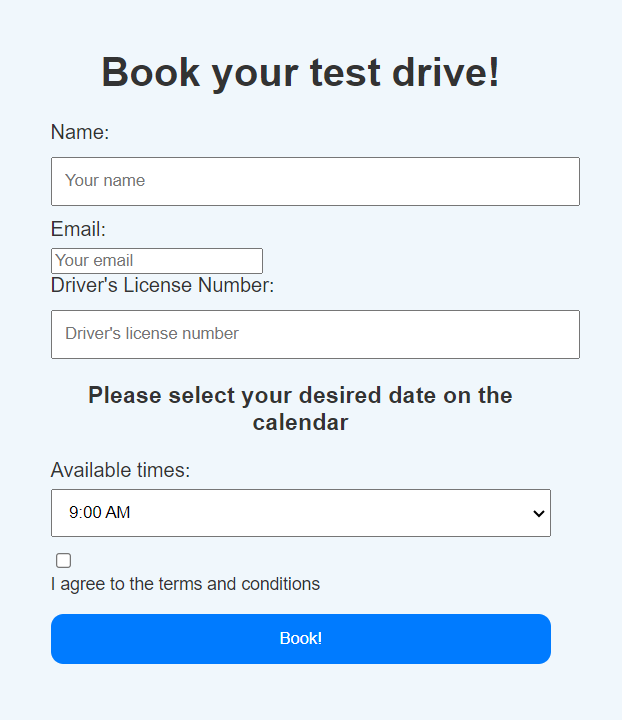 Book your test drive!
Name:
Your name
Email:
Your email
Driver's License Number:
Driver's license number
Please select your desired date on the
calendar
Available times:
9:00 AM
I agree to the terms and conditions
Book!